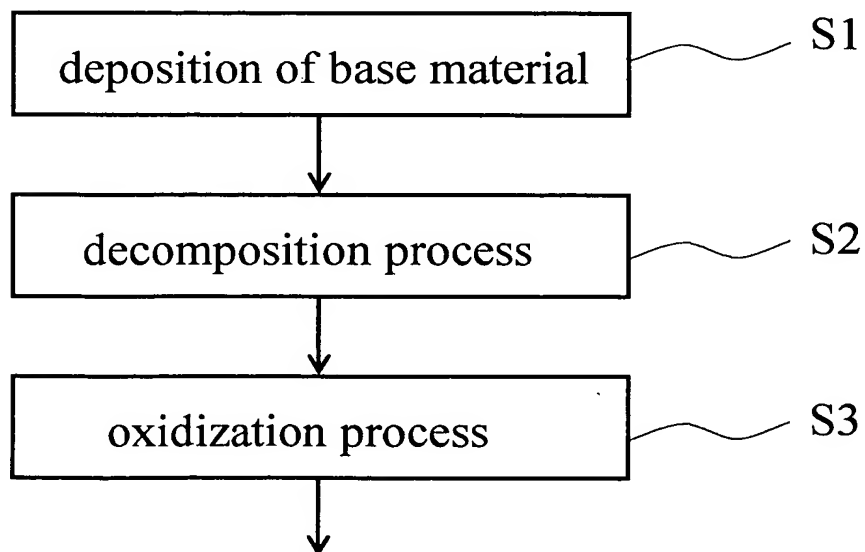 deposition of base material
S1
decomposition process
S2
oxidization process
S3